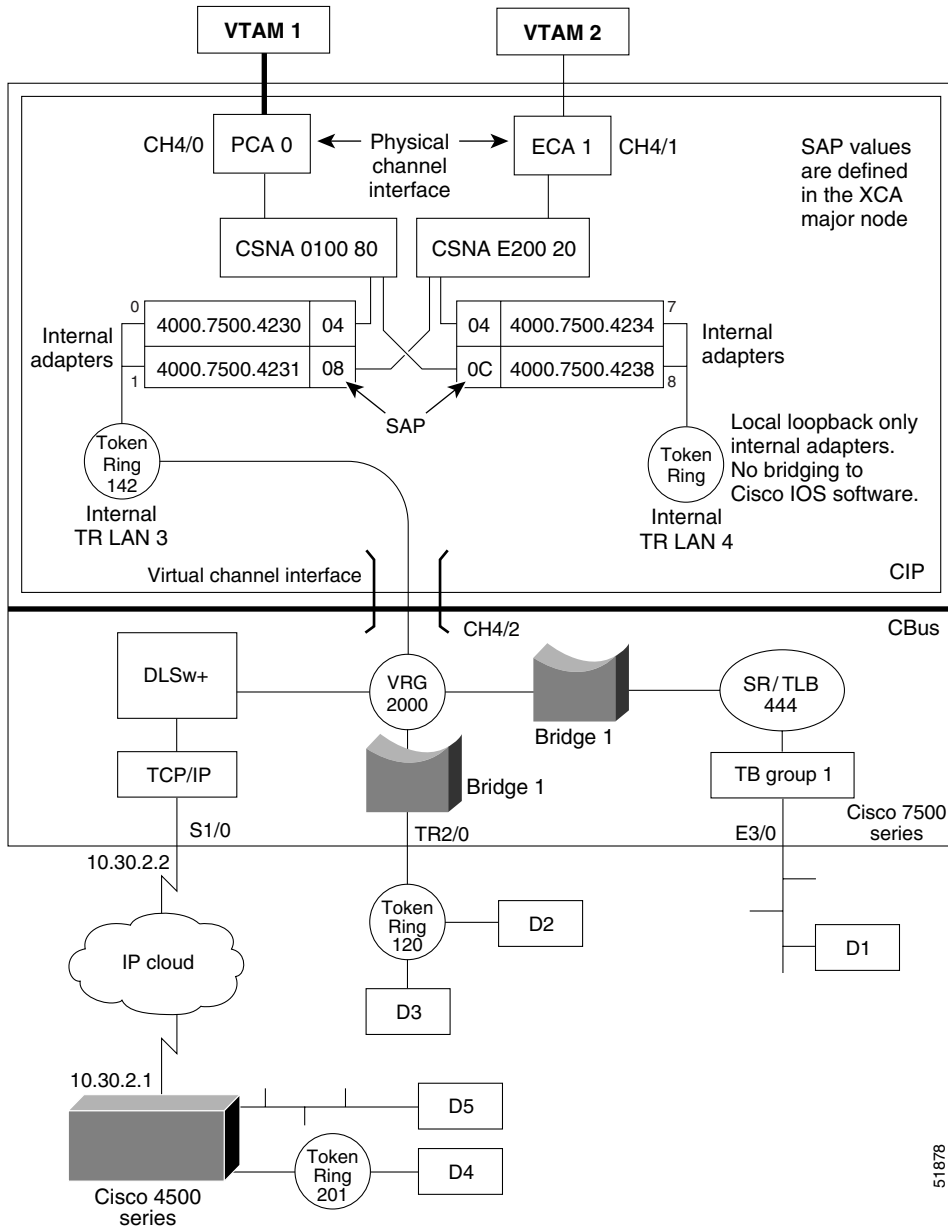 VTAM 1
VTAM 2
CH4/0
PCA 0
Physical
channel
interface
ECA 1
CH4/1
SAP values
are defined
in the XCA
major node
CSNA 0100 80
CSNA E200 20
Internal
adapters
0
4000.7500.4230
04
1
4000.7500.4231
08
04
4000.7500.4234
7
0C
4000.7500.4238
8
Internal
adapters
SAP
Token
Ring
142
Internal
TR LAN 3
Token
Ring
Internal
TR LAN 4
Local loopback only
internal adapters.
No bridging to
Cisco IOS software.
Virtual channel interface
CIP
CH4/2
CBus
DLSw+
VRG
2000
Bridge 1
SR/TLB
444
TCP/IP
Bridge 1
TB group 1
Cisco 7500
series
S1/0
TR2/0
E3/0
10.30.2.2
IP cloud
Token
Ring
120
D2
D1
D3
10.30.2.1
D5
Token
Ring
201
D4
Cisco 4500
series
51878